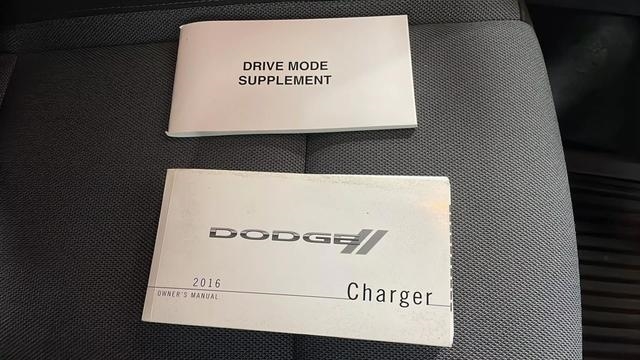 DRIVE MODE
SUPPLEMENT
DODGE
2016
OWNER'S MANUAL
Charger